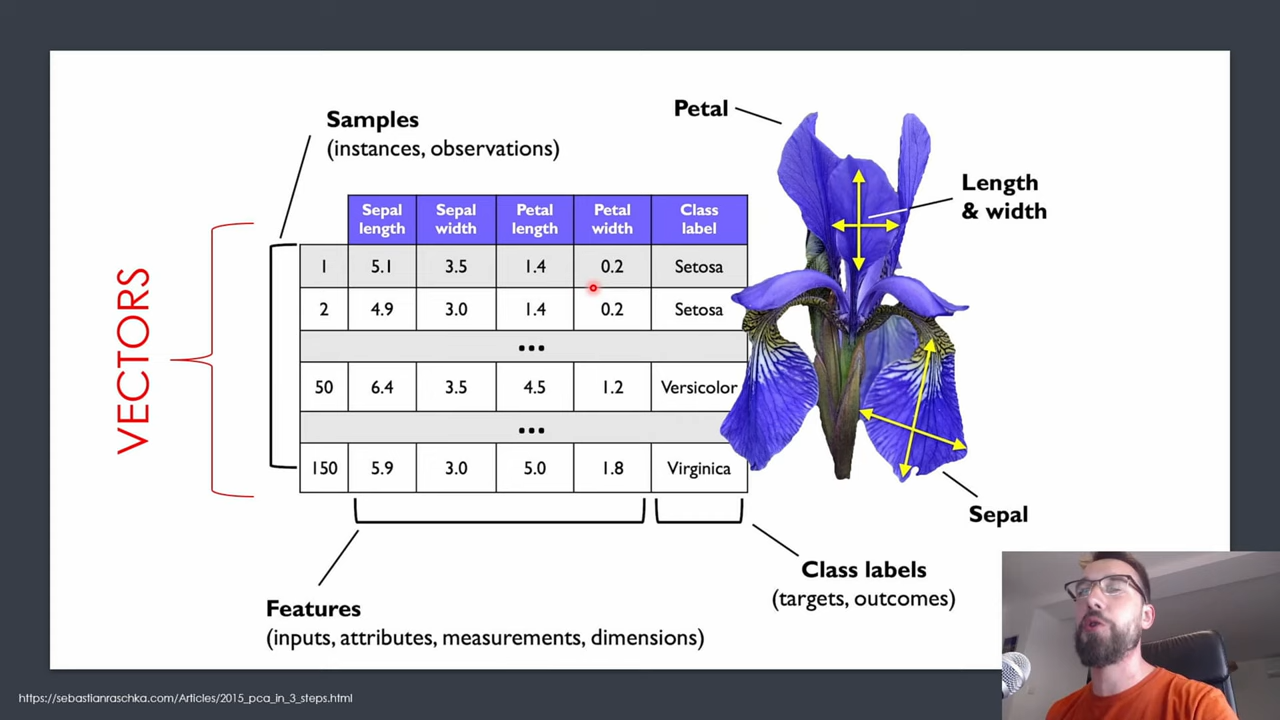 Samples
(instances, observations)
Petal
Length
& width
VECTORS
Sepal length Sepal width Petal length Petal width Class label
1 5.1 3.5 1.4 0.2 Setosa
2 4.9 3.0 1.4 0.2 Setosa
...
50 6.4 3.5 4.5 1.2 Versicolor
...
150 5.9 3.0 5.0 1.8 Virginica
Sepal
Class labels
(targets, outcomes)
Features
(inputs, attributes, measurements, dimensions)
https://sebastianraschka.com/Articles/2015_pca_in_3_steps.html